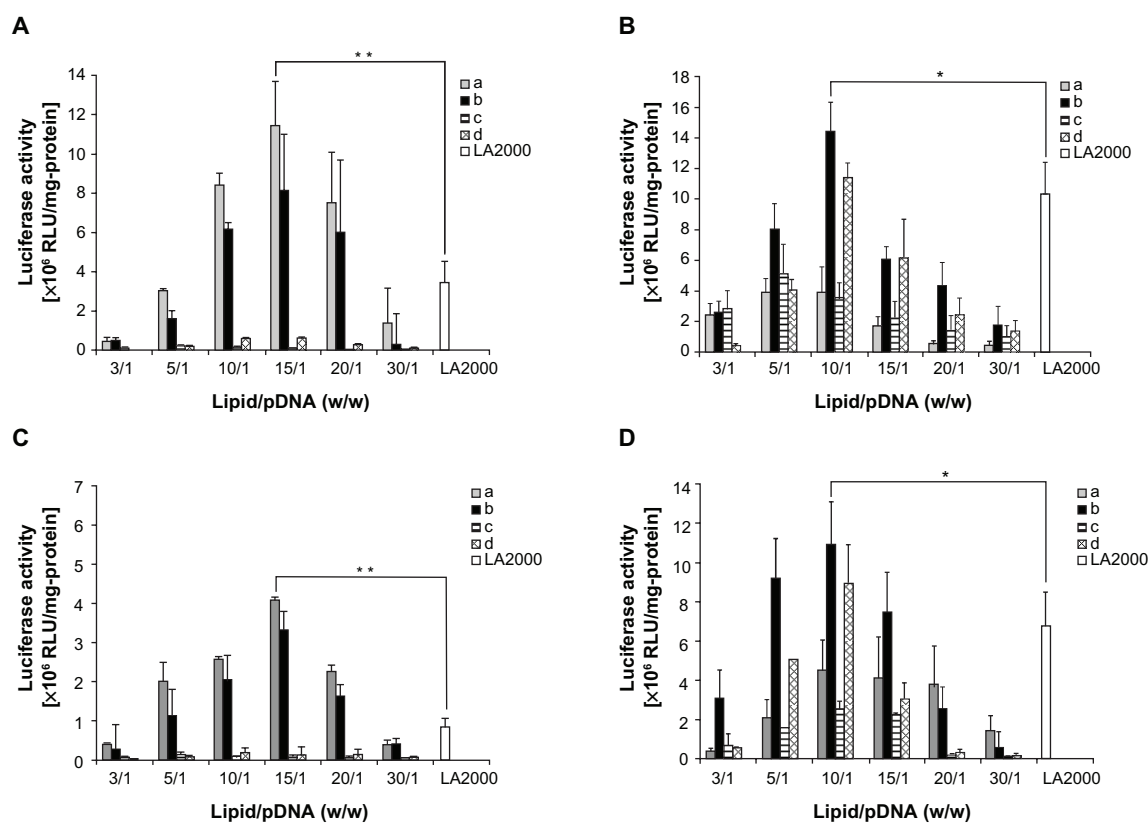 A
Luciferase activity
[×10⁶ RLU/mg-protein]
14
12
10
8
6
4
2
0
**
a
b
c
d
LA2000
3/1 5/1 10/1 15/1 20/1 30/1 LA2000
Lipid/pDNA (w/w)
B
Luciferase activity
[×10⁶ RLU/mg-protein]
18
16
14
12
10
8
6
4
2
0
*
a
b
c
d
LA2000
3/1 5/1 10/1 15/1 20/1 30/1 LA2000
Lipid/pDNA (w/w)
C
Luciferase activity
[×10⁶ RLU/mg-protein]
7
6
5
4
3
2
1
0
**
a
b
c
d
LA2000
3/1 5/1 10/1 15/1 20/1 30/1 LA2000
Lipid/pDNA (w/w)
D
Luciferase activity
[×10⁶ RLU/mg-protein]
14
12
10
8
6
4
2
0
*
a
b
c
d
LA2000
3/1 5/1 10/1 15/1 20/1 30/1 LA2000
Lipid/pDNA (w/w)